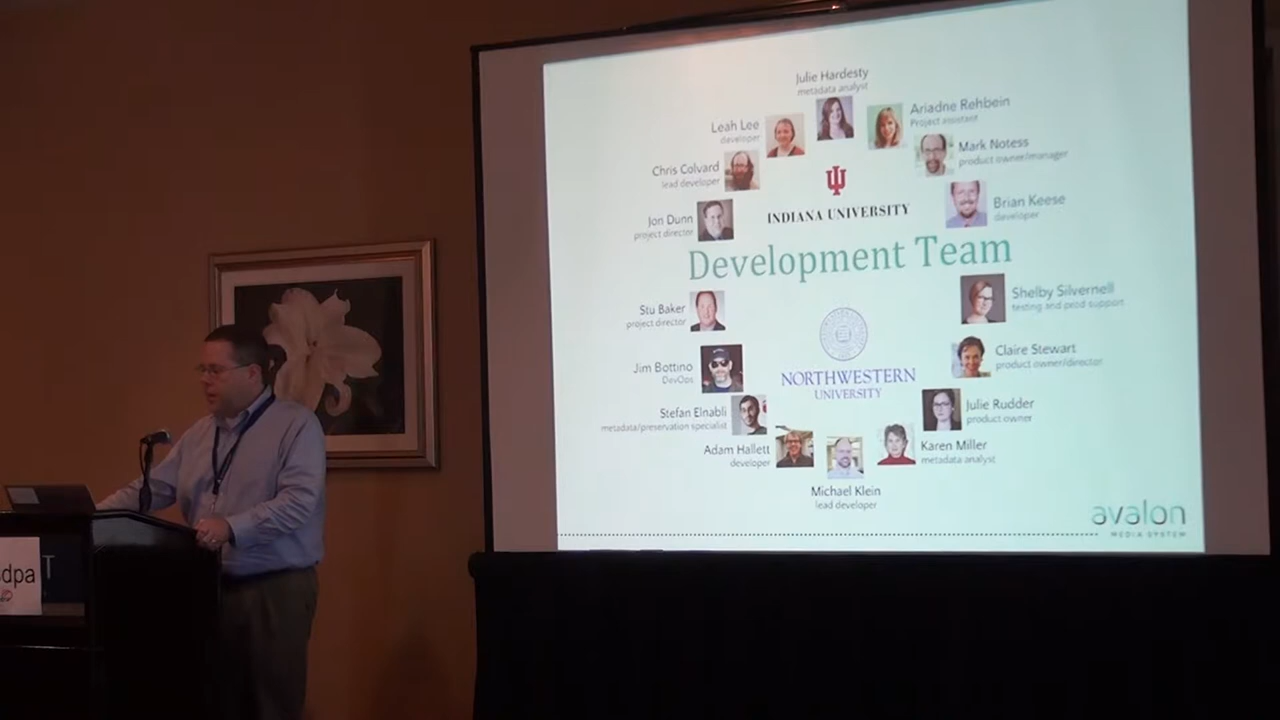 Julie Hardesty
metadata analyst
Ariadne Rehbein
Project assistant
Leah Lee
developer
Mark Notess
product owner/manager
Chris Colvard
lead developer
Brian Keese
developer
Jon Dunn
project director
INDIANA UNIVERSITY
Development Team
Shelby Silvernell
testing and prod support
Stu Baker
project director
Claire Stewart
product owner/director
Jim Bottino
DevOps
NORTHWESTERN
UNIVERSITY
Julie Rudder
product owner
Stefan Elnabli
metadata/preservation specialist
Karen Miller
metadata analyst
Adam Hallett
developer
Michael Klein
lead developer
avalon
MEDIA SYSTEM
dpa
T